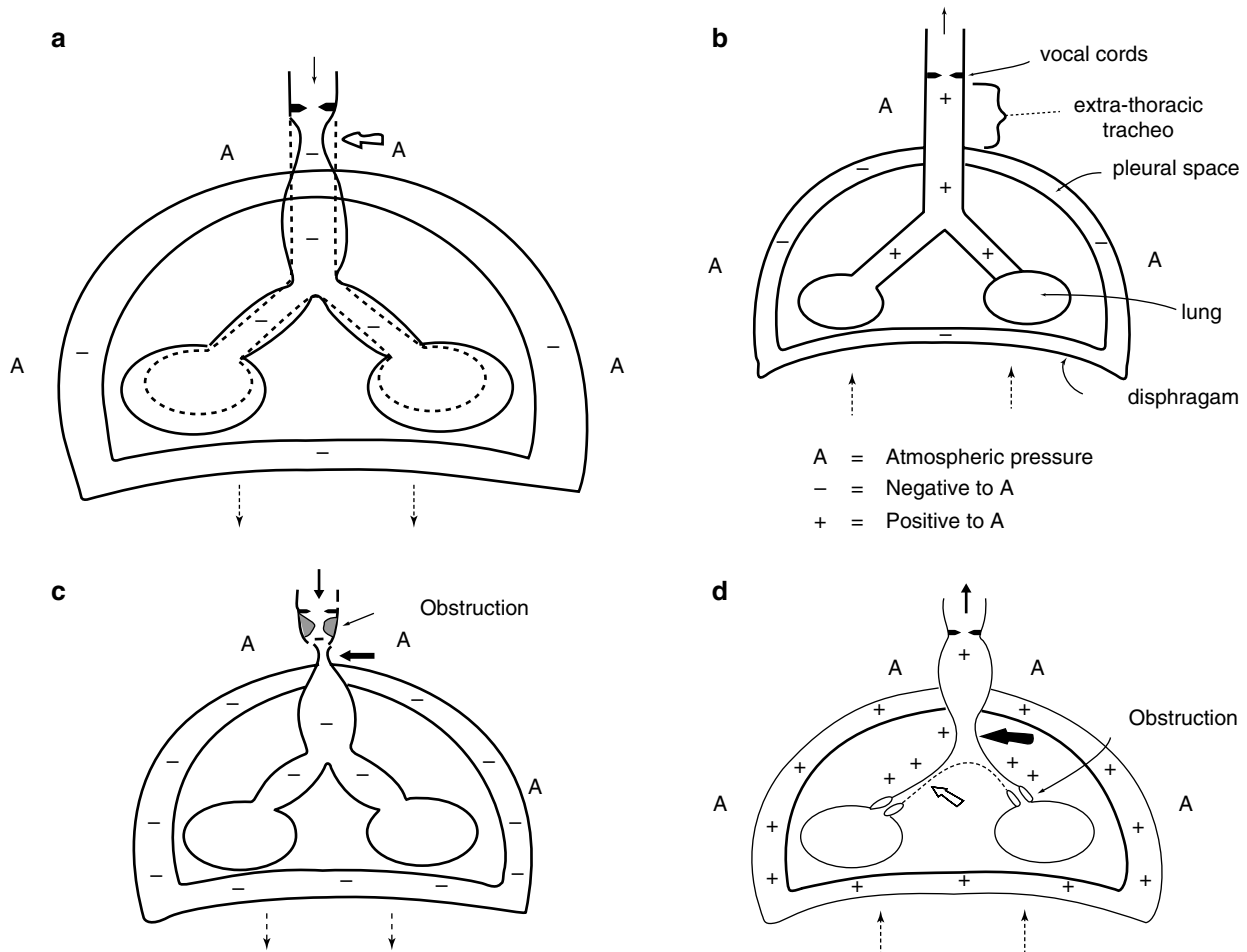 a
A
A
–
–
–
–
–
–
–
A
A
b
vocal cords
+
A
extra-thoracic
tracheo
pleural space
–
+
–
–
A
A
+
+
lung
–
disphragam
A = Atmospheric pressure
– = Negative to A
+ = Positive to A
c
Obstruction
A
A
–
–
–
–
–
–
–
–
–
A
–
–
–
–
–
–
–
d
+
A
A
+
+
Obstruction
+
+
+
+
+
+
+
A
A
+
+
+
+
+
+
+